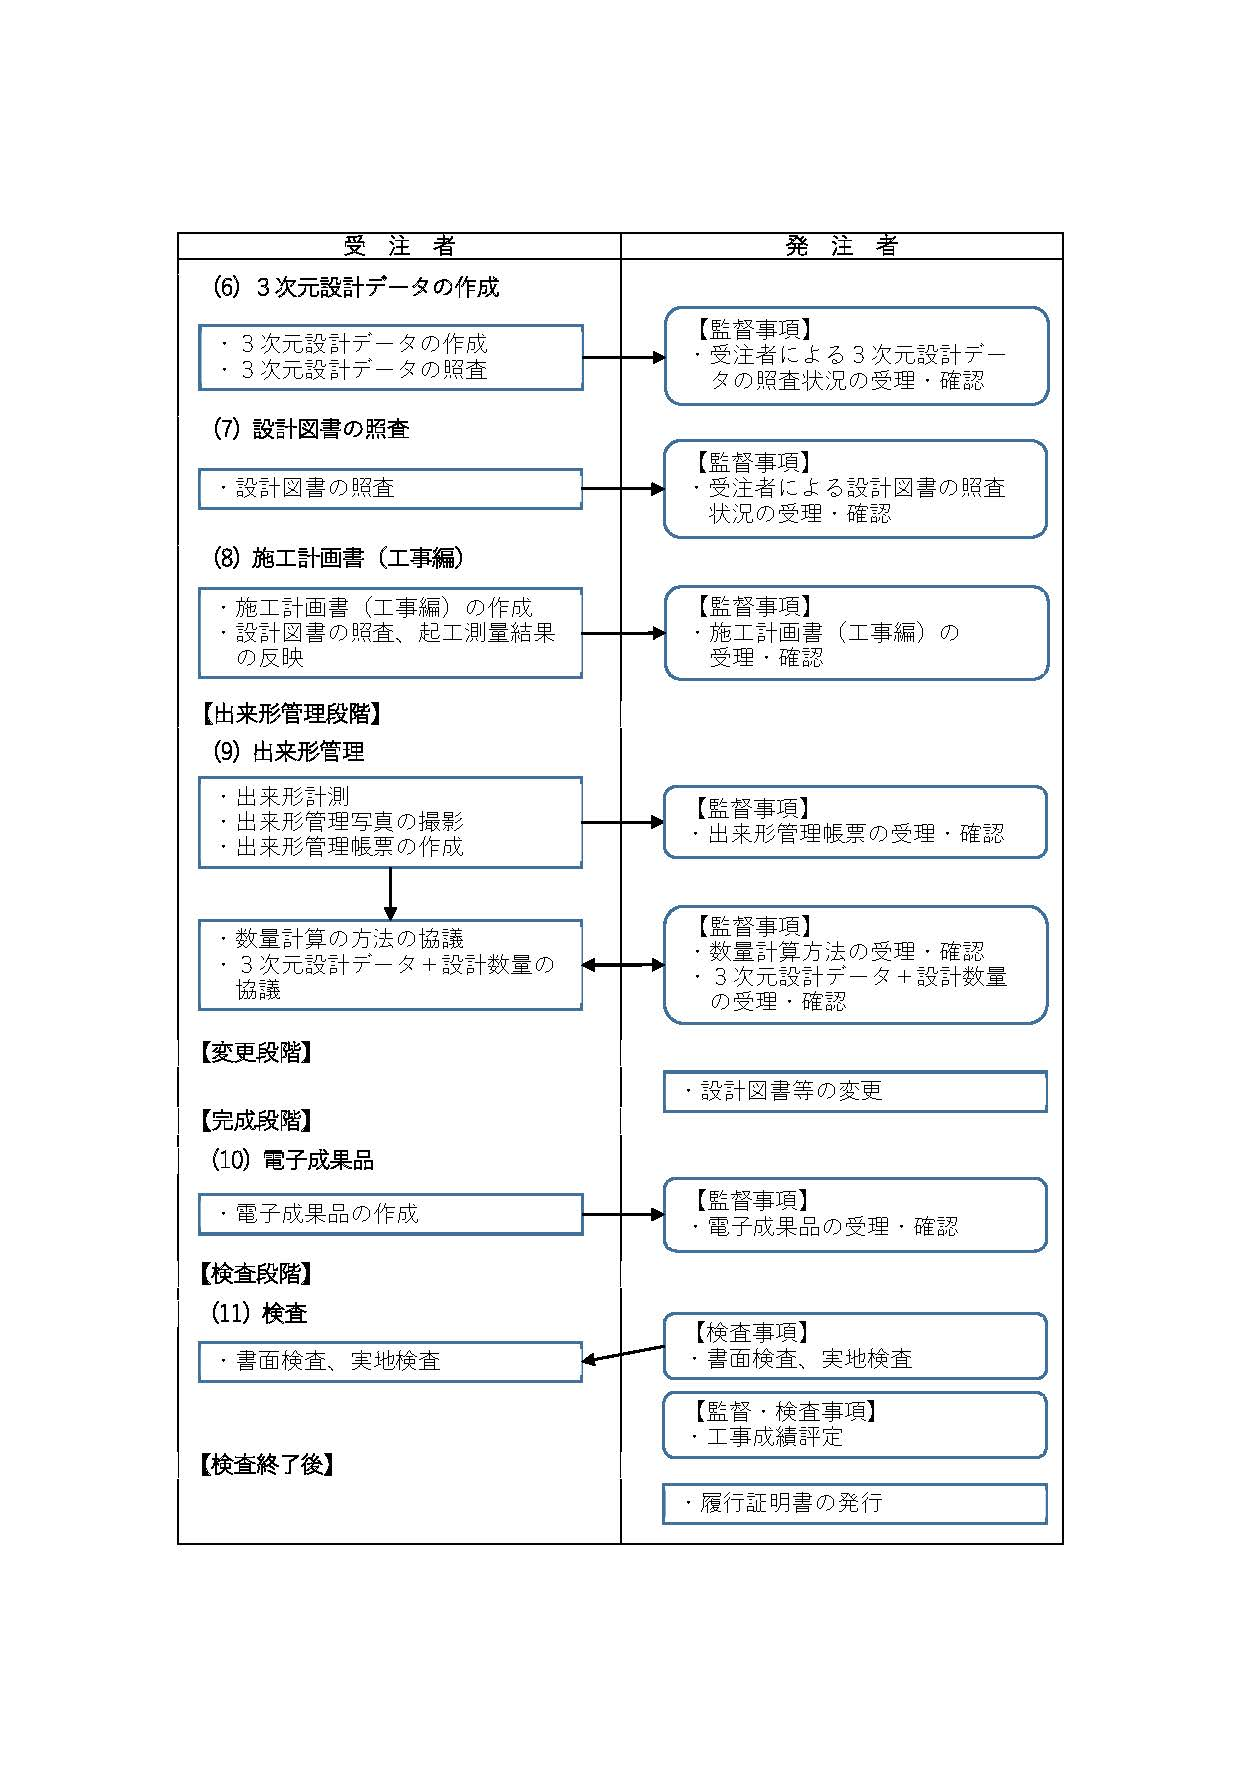 受　注　者
発　注　者
(6) ３次元設計データの作成
・３次元設計データの作成
・３次元設計データの照査
【監督事項】
・受注者による３次元設計デー
タの照査状況の受理・確認
(7) 設計図書の照査
・設計図書の照査
【監督事項】
・受注者による設計図書の照査
状況の受理・確認
(8) 施工計画書（工事編）
・施工計画書（工事編）の作成
・設計図書の照査、起工測量結果
の反映
【監督事項】
・施工計画書（工事編）の
受理・確認
【出来形管理段階】
(9) 出来形管理
・出来形計測
・出来形管理写真の撮影
・出来形管理帳票の作成
【監督事項】
・出来形管理帳票の受理・確認
・数量計算の方法の協議
・３次元設計データ＋設計数量の
協議
【監督事項】
・数量計算方法の受理・確認
・３次元設計データ＋設計数量
の受理・確認
【変更段階】
・設計図書等の変更
【完成段階】
(10) 電子成果品
・電子成果品の作成
【監督事項】
・電子成果品の受理・確認
【検査段階】
(11) 検査
・書面検査、実地検査
【検査事項】
・書面検査、実地検査
【監督・検査事項】
・工事成績評定
【検査終了後】
・履行証明書の発行